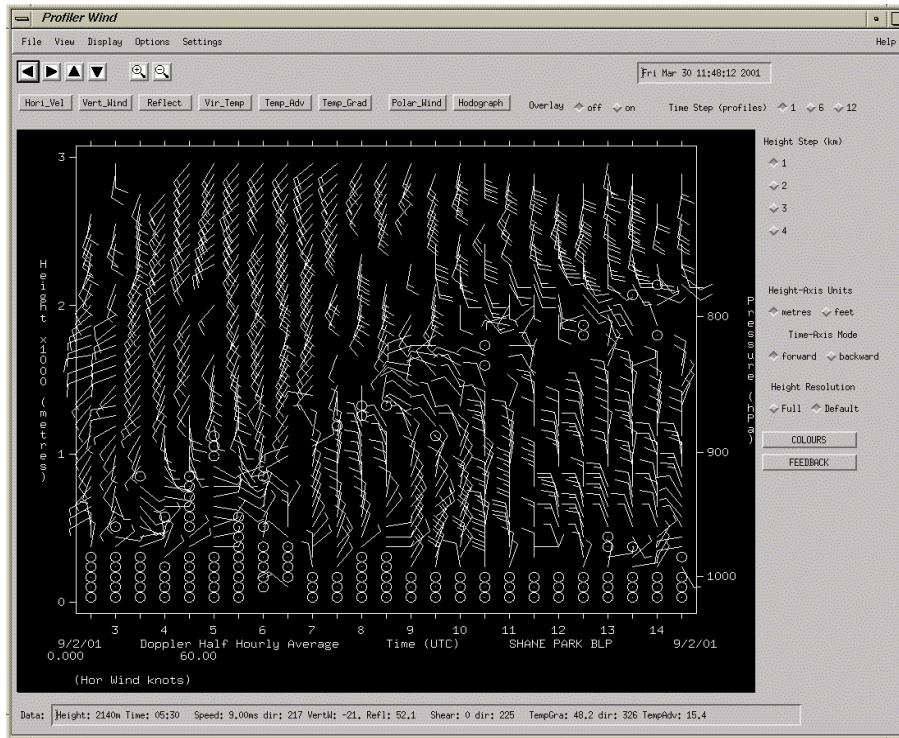 Profiler Wind
File View Display Options Settings Help
Fri Mar 30 11:48:12 2001
Hori_Vel Vert_Wind Reflect Vir_Temp Temp_Adv Temp_Grad Polar_Wind Hodograph Overlay off on Time Step (profiles) 1 6 12
Height Step (km)
1
2
3
4
Height-Axis Units
metres feet
Time-Axis Mode
forward backward
Height Resolution
Full Default
COLOURS
FEEDBACK
Height x1000 (metres)
3
2
1
0
Pressure (hPa)
800
900
1000
3 4 5 6 7 8 9 10 11 12 13 14
9/2/01 Doppler Half Hourly Average Time (UTC) SHANE PARK BLP 9/2/01
0.000 60.00
(Hor Wind knots)
Data: Height: 2140m Time: 05:30 Speed: 9.00ms dir: 217 VertW: -21. Refl: 52.1 Shear: 0 dir: 225 TempGra: 48.2 dir: 326 TempAdv: 15.4